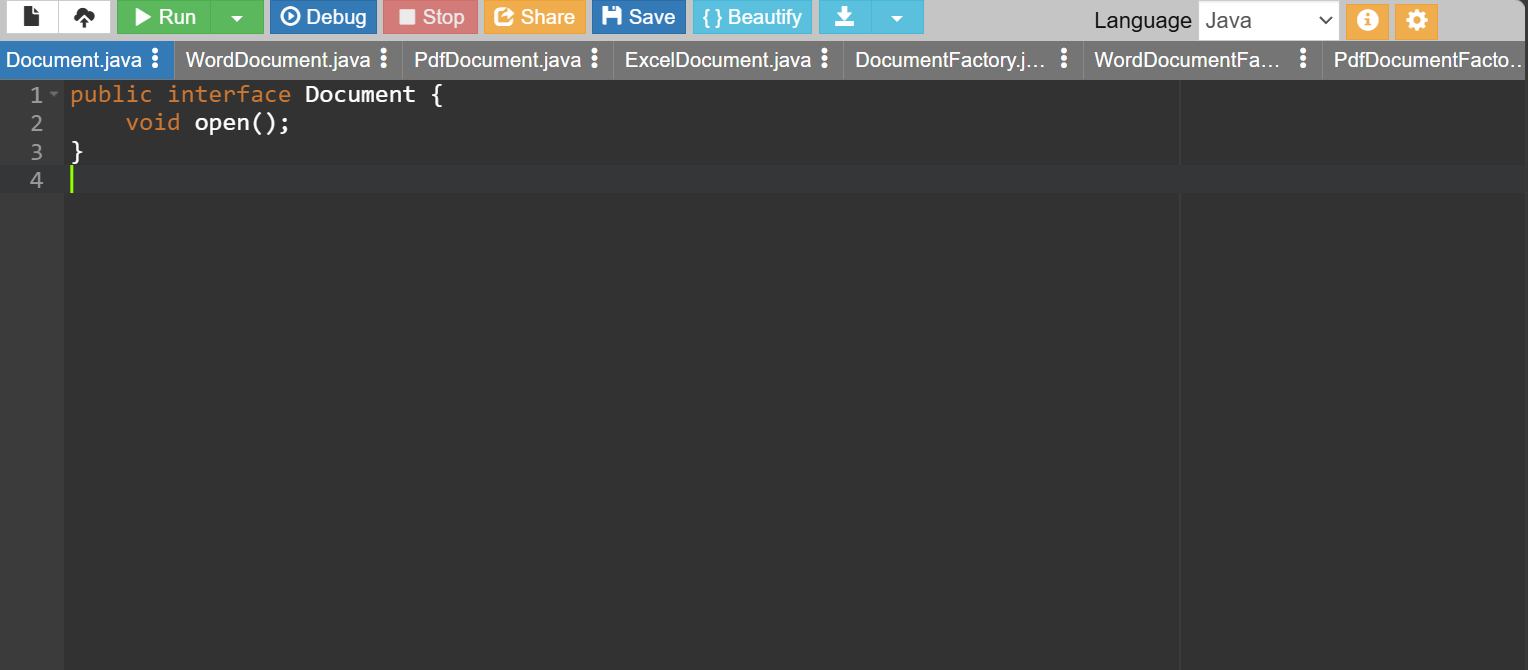 Run Debug Stop Share Save { } Beautify Language Java
Document.java WordDocument.java PdfDocument.java ExcelDocument.java DocumentFactory.j... WordDocumentFa... PdfDocumentFacto...
1 public interface Document {
2 void open();
3 }
4